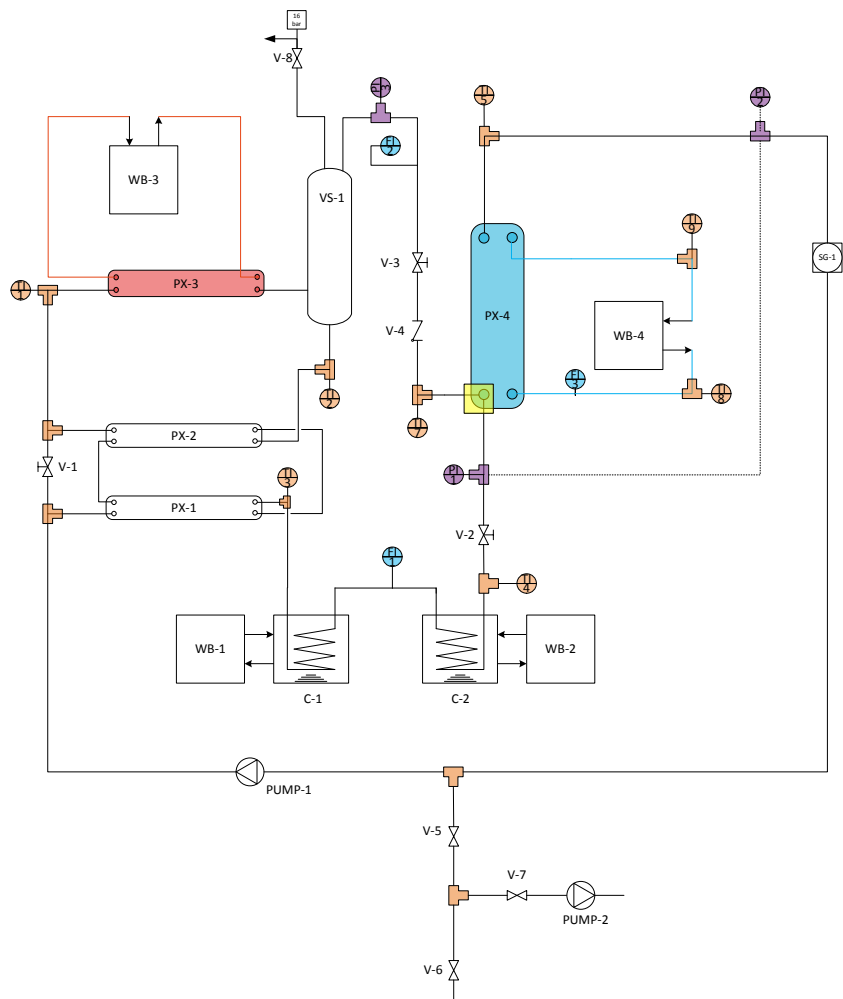 16
bar
V-8
PI
3
TI
5
PI
2
FI
2
WB-3
VS-1
TI
9
V-3
SG-1
PX-3
TI
1
PX-4
V-4
WB-4
FI
3
TI
2
TI
8
TI
7
PX-2
V-1
PI
1
TI
3
PX-1
V-2
FI
1
TI
4
WB-1
WB-2
C-1
C-2
PUMP-1
V-5
V-7
PUMP-2
V-6